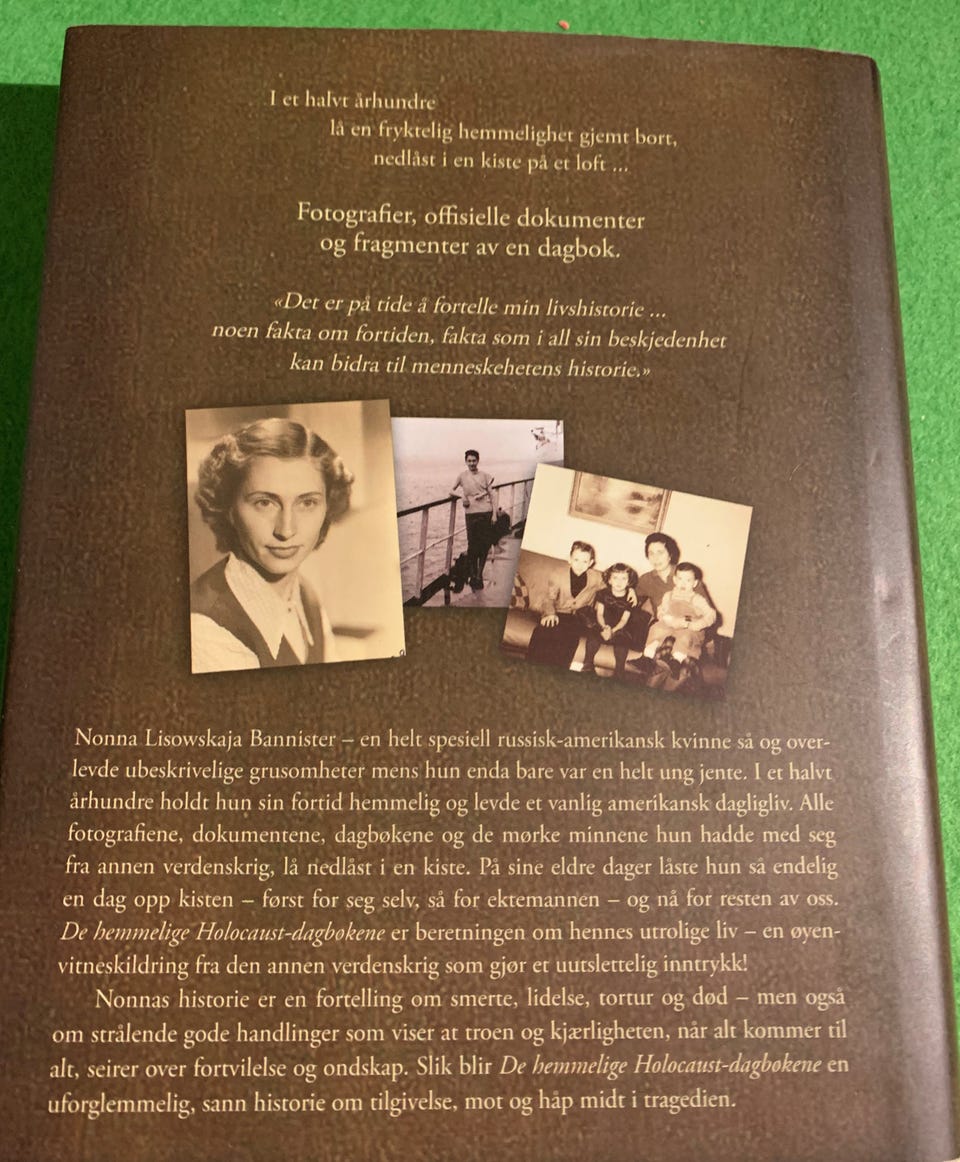 I et halvt århundre
lå en fryktelig hemmelighet gjemt bort,
nedlåst i en kiste på et loft ...
Fotografier, offisielle dokumenter
og fragmenter av en dagbok.
«Det er på tide å fortelle min livshistorie ...
noen fakta om fortiden, fakta som i all sin beskjedenhet
kan bidra til menneskehetens historie.»
Nonna Lisowskaja Bannister – en helt spesiell russisk-amerikansk kvinne så og over-
levde ubeskrivelige grusomheter mens hun enda bare var en helt ung jente. I et halvt
århundre holdt hun sin fortid hemmelig og levde et vanlig amerikansk dagligliv. Alle
fotografiene, dokumentene, dagbøkene og de mørke minnene hun hadde med seg
fra annen verdenskrig, lå nedlåst i en kiste. På sine eldre dager låste hun så endelig
en dag opp kisten – først for seg selv, så for ektemannen – og nå for resten av oss.
De hemmelige Holocaust-dagbøkene er beretningen om hennes utrolige liv – en øyen-
vitneskildring fra den annen verdenskrig som gjør et uutslettelig inntrykk!
Nonnas historie er en fortelling om smerte, lidelse, tortur og død – men også
om strålende gode handlinger som viser at troen og kjærligheten, når alt kommer til
alt, seirer over fortvilelse og ondskap. Slik blir De hemmelige Holocaust-dagbøkene en
uforglemmelig, sann historie om tilgivelse, mot og håp midt i tragedien.